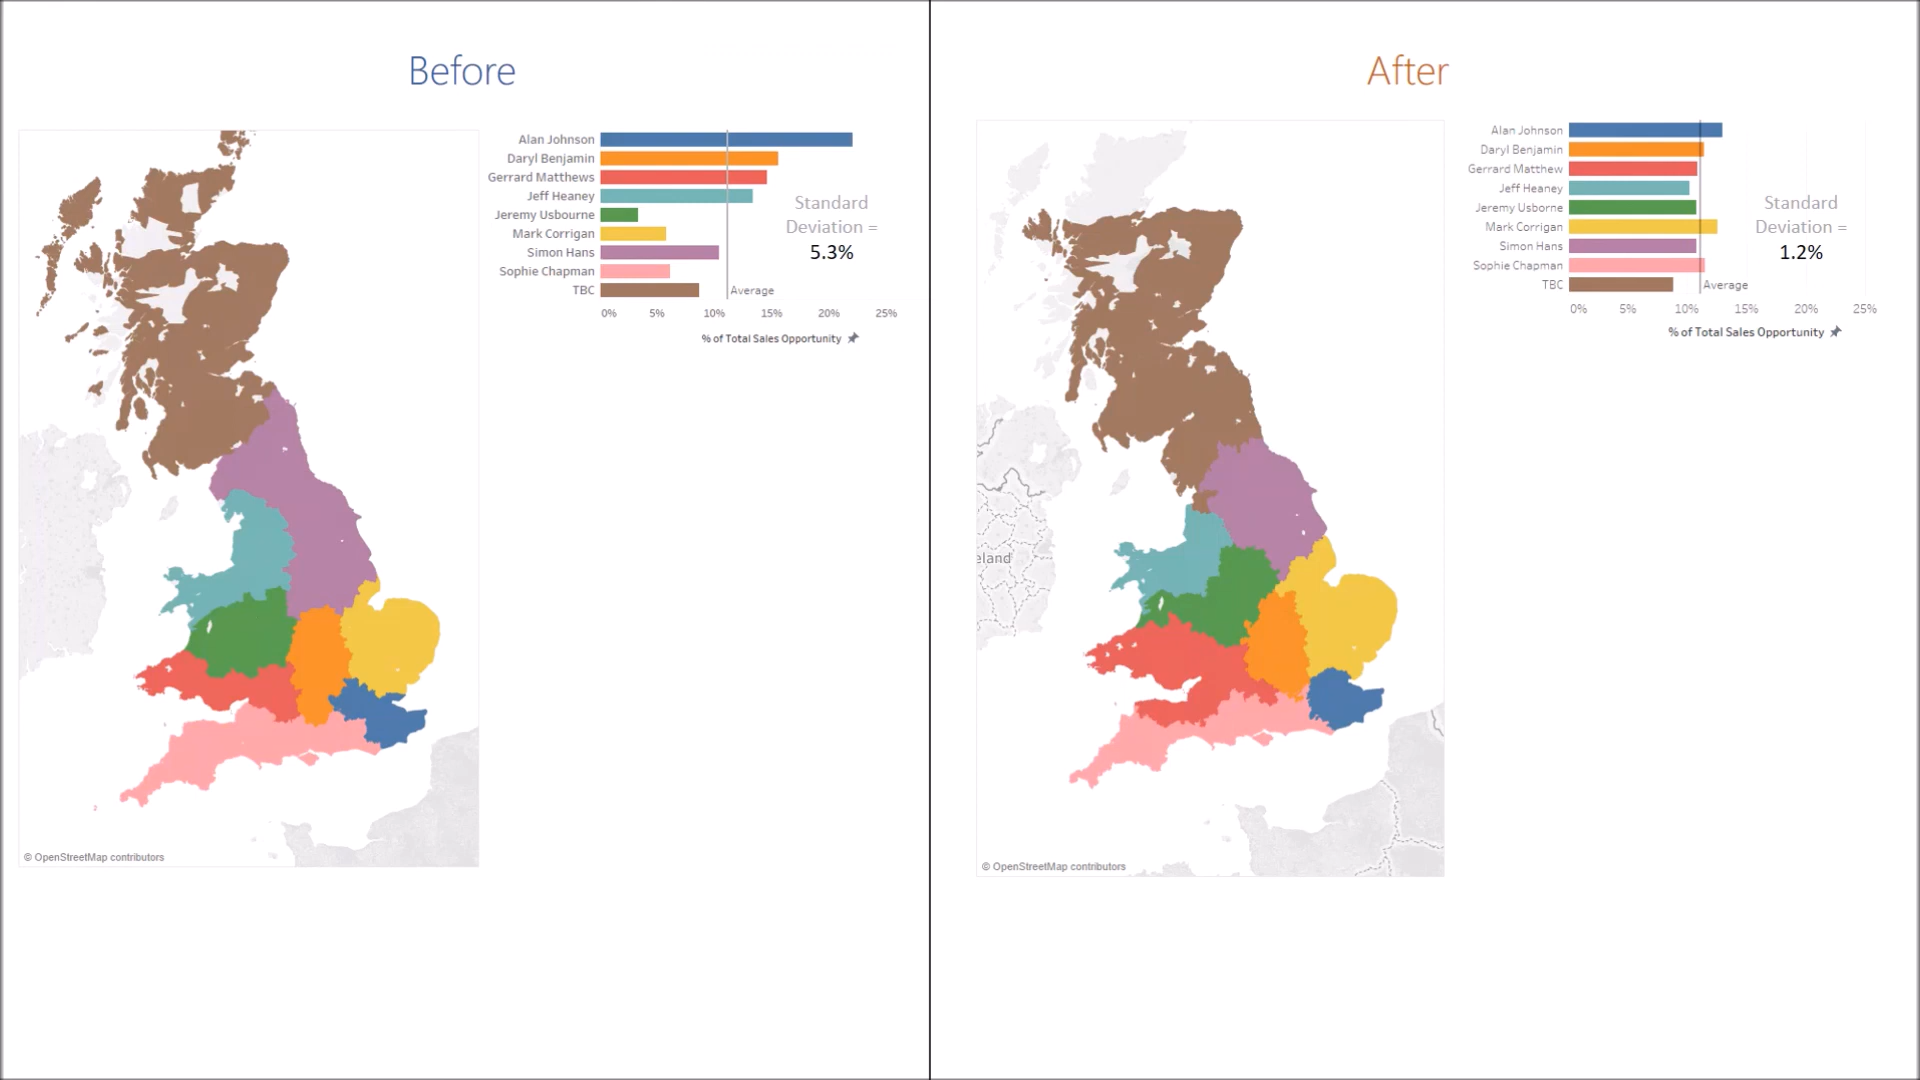 Before
Alan Johnson
Daryl Benjamin
Gerrard Matthews
Jeff Heaney
Jeremy Usbourne
Mark Corrigan
Simon Hans
Sophie Chapman
TBC
Average
0% 5% 10% 15% 20% 25%
% of Total Sales Opportunity
Standard
Deviation =
5.3%
© OpenStreetMap contributors
After
Alan Johnson
Daryl Benjamin
Gerrard Matthew
Jeff Heaney
Jeremy Usborne
Mark Corrigan
Simon Hans
Sophie Chapman
TBC
Average
0% 5% 10% 15% 20% 25%
% of Total Sales Opportunity
Standard
Deviation =
1.2%
eland
© OpenStreetMap contributors